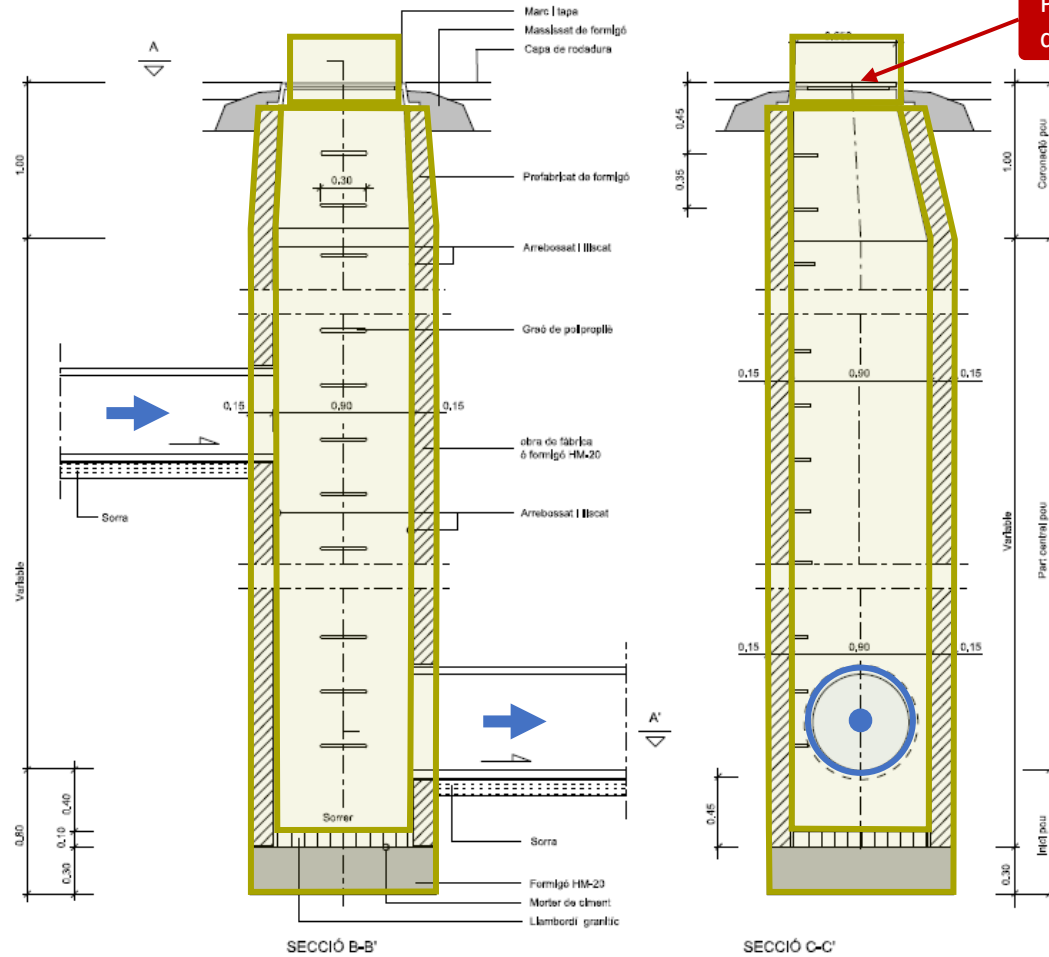 Marc i tapa
Massissat de formigó
Capa de rodadura
A
1.00
0.30
Prefabricat de formigó
Arrebossat i lliscat
Graó de polipropilè
0.15
0.90
0.15
obra de fàbrica
ó formigó HM-20
Arrebossat i lliscat
Sorra
Variable
A'
0.40
0.10
0.80
0.30
Sorrer
Sorra
Formigó HM-20
Morter de ciment
Llambordí granític
SECCIÓ B-B'
0.45
0.35
1.00
Coronació pou
0.15
0.90
0.15
Variable
Part central pou
0.15
0.90
0.15
0.45
Inici pou
0.30
SECCIÓ C-C'